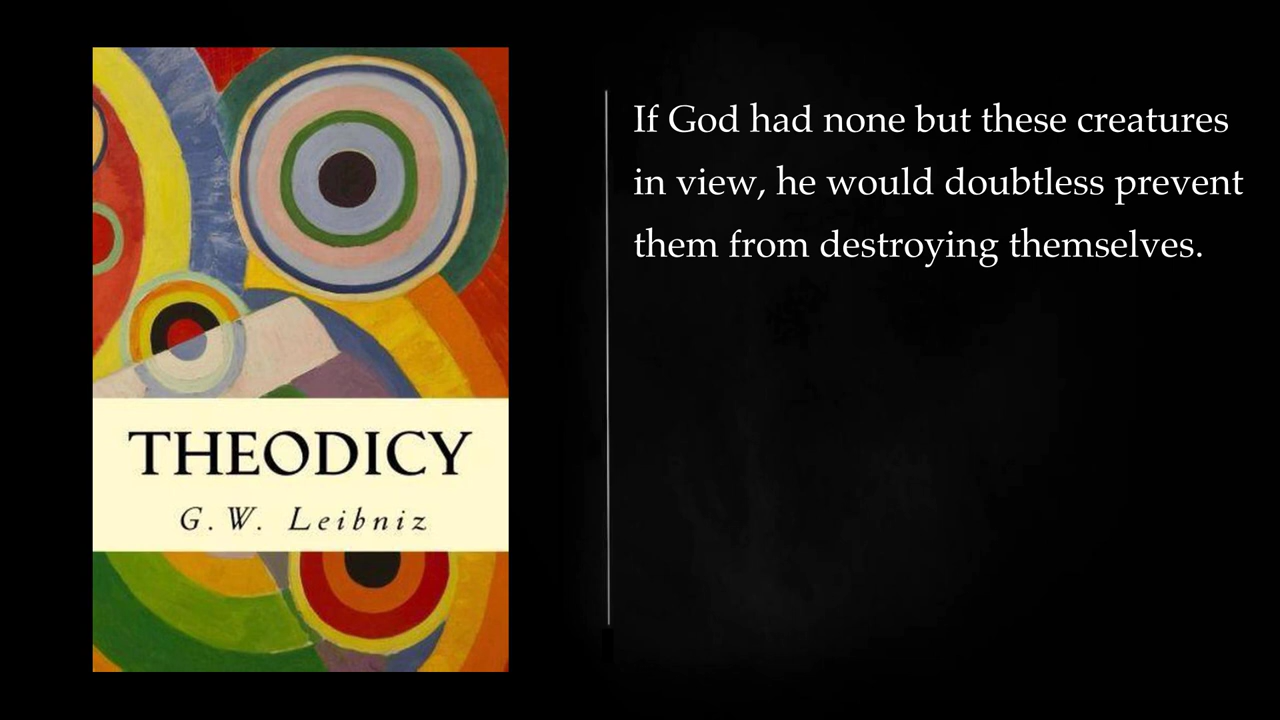 THEODICY
G. W. Leibniz
If God had none but these creatures
in view, he would doubtless prevent
them from destroying themselves.